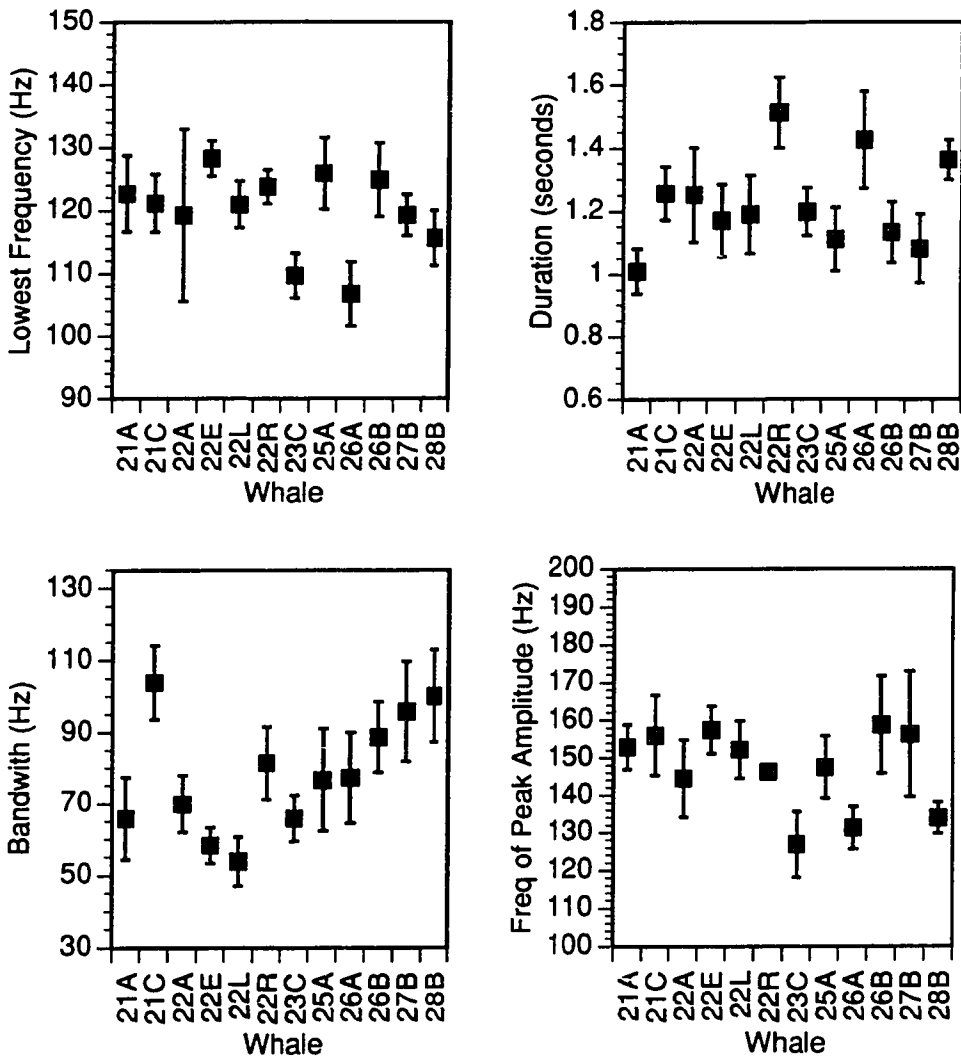 Lowest Frequency (Hz)
150
140
130
120
110
100
90
21A 21C 22A 22E 22L 22R 23C 25A 26A 26B 27B 28B
Whale
Duration (seconds)
1.8
1.6
1.4
1.2
1
0.8
0.6
21A 21C 22A 22E 22L 22R 23C 25A 26A 26B 27B 28B
Whale
Bandwith (Hz)
130
110
90
70
50
30
21A 21C 22A 22E 22L 22R 23C 25A 26A 26B 27B 28B
Whale
Freq of Peak Amplitude (Hz)
200
190
180
170
160
150
140
130
120
110
100
21A 21C 22A 22E 22L 22R 23C 25A 26A 26B 27B 28B
Whale